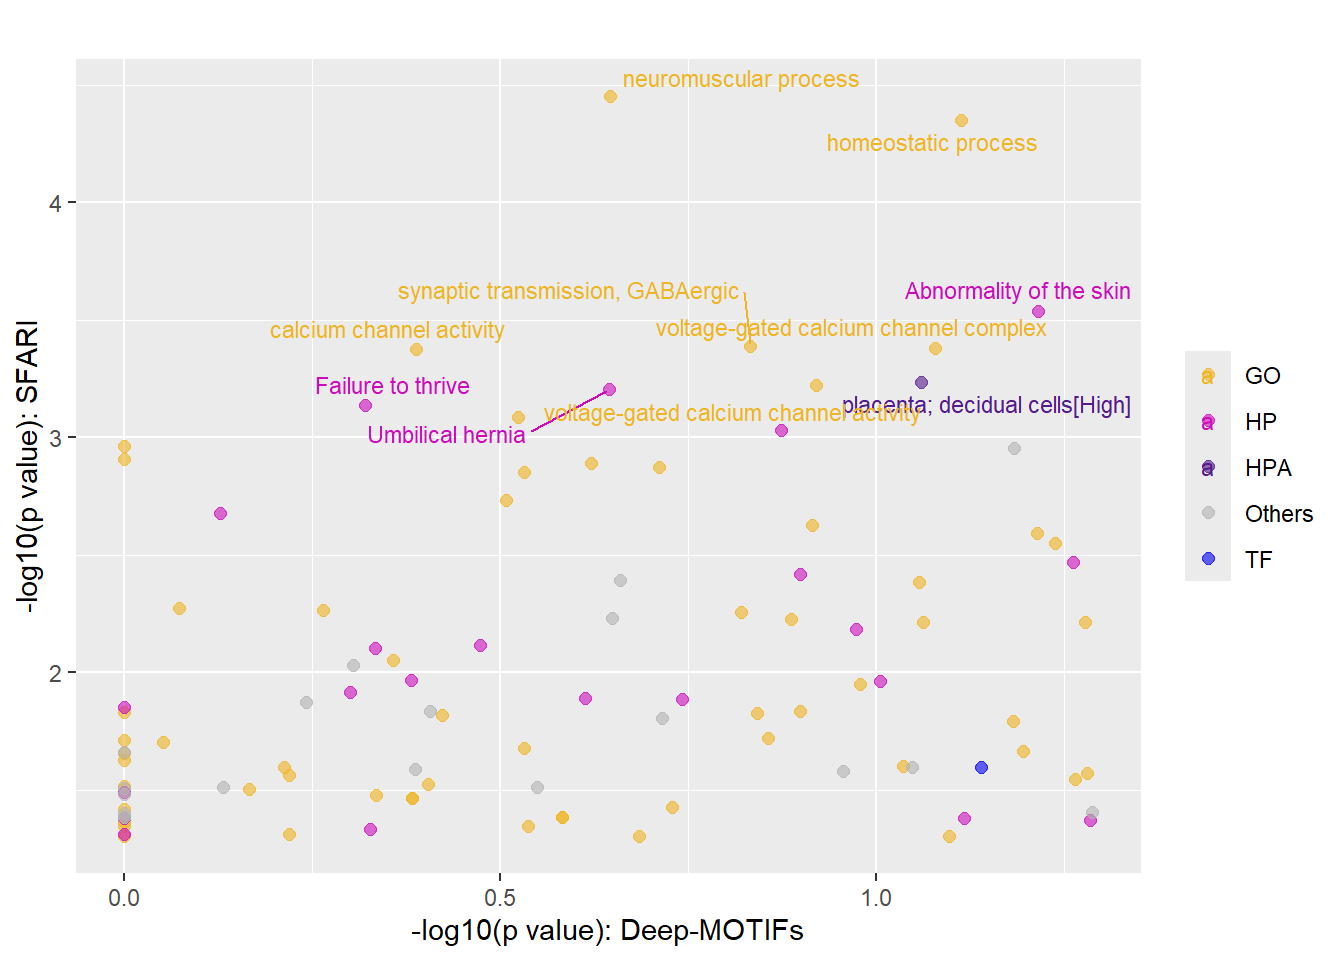 neuromuscular process
homeostatic process
synaptic transmission, GABAergic
Abnormality of the skin
calcium channel activity
voltage-gated calcium channel complex
Failure to thrive
placenta; decidual cells[High]
voltage-gated calcium channel activity
Umbilical hernia
4
3
2
-log10(p value): SFARI
0.0
0.5
1.0
-log10(p value): Deep-MOTIFs
a GO
a HP
a HPA
Others
TF